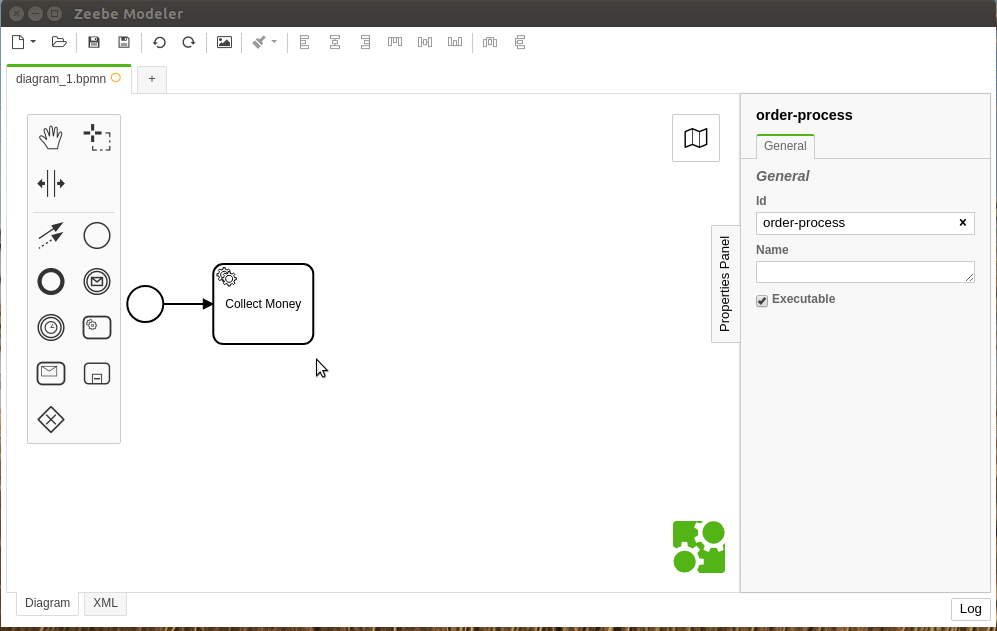 Zeebe Modeler
diagram_1.bpmn
+
order-process
General
General
Id
order-process
Name
Executable
Properties Panel
Collect Money
Diagram
XML
Log